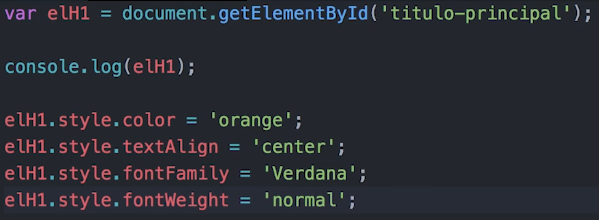 var elH1 = document.getElementById('titulo-principal');
console.log(elH1);
elH1.style.color = 'orange';
elH1.style.textAlign = 'center';
elH1.style.fontFamily = 'Verdana';
elH1.style.fontWeight = 'normal';